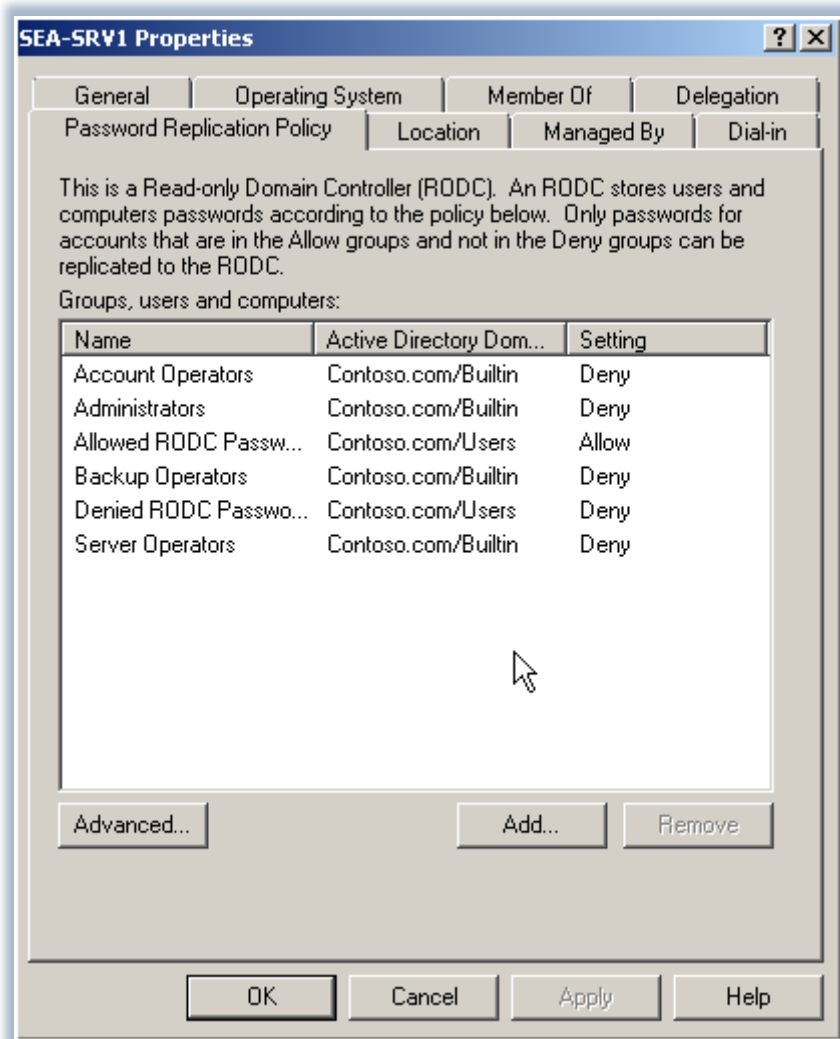 SEA-SRV1 Properties
General Operating System Member Of Delegation
Password Replication Policy Location Managed By Dial-in
This is a Read-only Domain Controller (RODC). An RODC stores users and
computers passwords according to the policy below. Only passwords for
accounts that are in the Allow groups and not in the Deny groups can be
replicated to the RODC.
Groups, users and computers:
Name Active Directory Dom... Setting
Account Operators Contoso.com/Builtin Deny
Administrators Contoso.com/Builtin Deny
Allowed RODC Passw... Contoso.com/Users Allow
Backup Operators Contoso.com/Builtin Deny
Denied RODC Passwo... Contoso.com/Users Deny
Server Operators Contoso.com/Builtin Deny
Advanced... Add... Remove
OK Cancel Apply Help